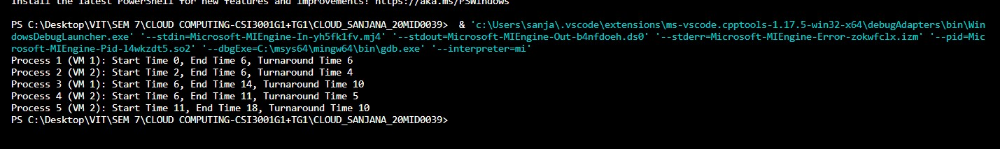 Install the latest PowerShell for new features and improvements! https://aka.ms/PSWindows
PS C:\Desktop\VIT\SEM 7\CLOUD COMPUTING-CSI3001G1+TG1\CLOUD_SANJANA_20MID0039>  & 'c:\Users\sanja\.vscode\extensions\ms-vscode.cpptools-1.17.5-win32-x64\debugAdapters\bin\Win
dowsDebugLauncher.exe' '--stdin=Microsoft-MIEngine-In-yh5fk1fv.mj4' '--stdout=Microsoft-MIEngine-Out-b4nfdoeh.ds0' '--stderr=Microsoft-MIEngine-Error-zokwfclx.izm' '--pid=Mic
rosoft-MIEngine-Pid-l4wkzdt5.so2' '--dbgExe=C:\msys64\mingw64\bin\gdb.exe' '--interpreter=mi'
Process 1 (VM 1): Start Time 0, End Time 6, Turnaround Time 6
Process 2 (VM 2): Start Time 2, End Time 6, Turnaround Time 4
Process 3 (VM 1): Start Time 6, End Time 14, Turnaround Time 10
Process 4 (VM 2): Start Time 6, End Time 11, Turnaround Time 5
Process 5 (VM 2): Start Time 11, End Time 18, Turnaround Time 10
PS C:\Desktop\VIT\SEM 7\CLOUD COMPUTING-CSI3001G1+TG1\CLOUD_SANJANA_20MID0039>